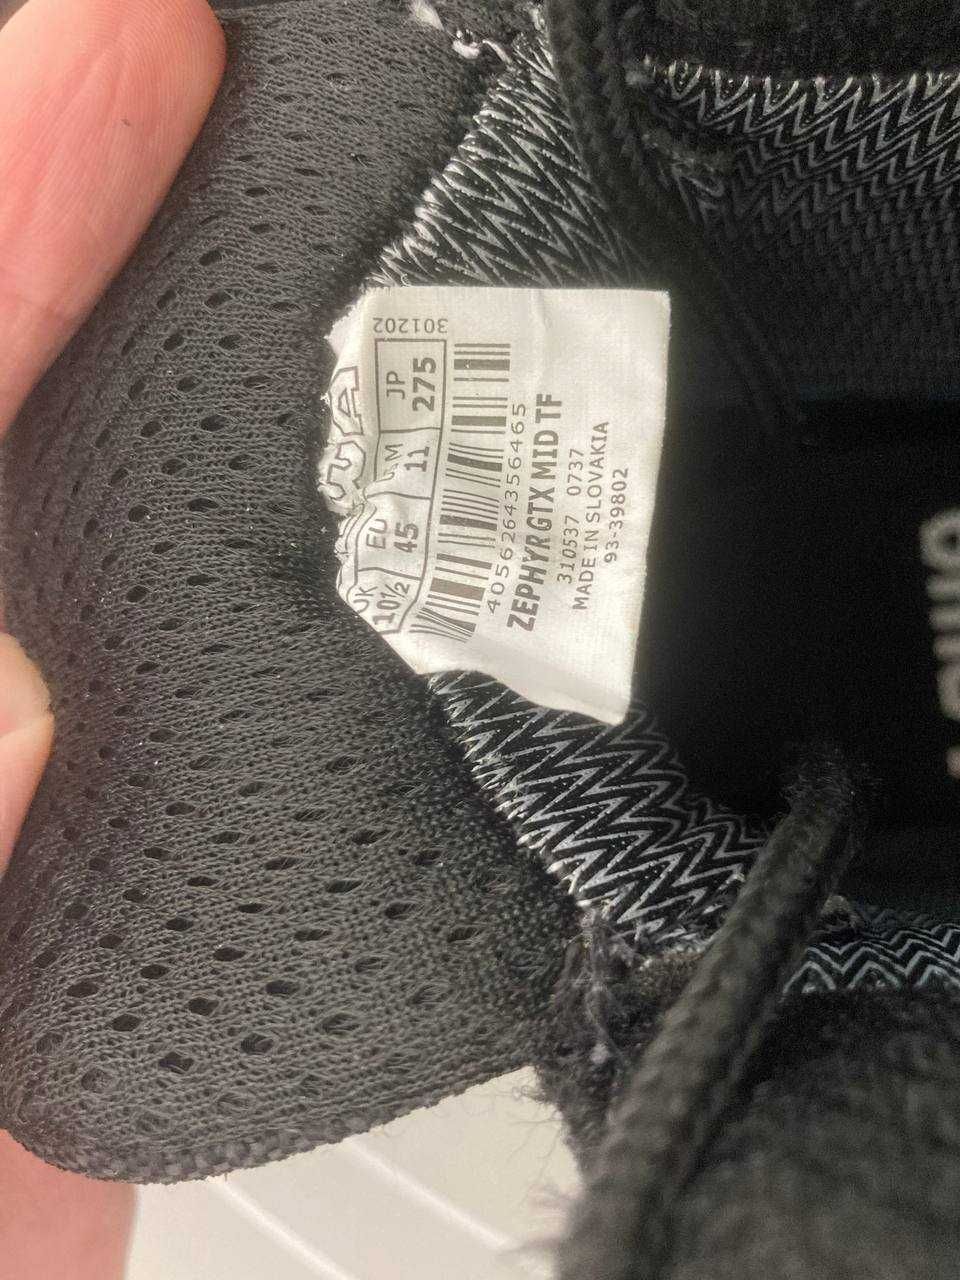 301202
UK EU JP
10½ 45 11 275
4056264356465
ZEPHYR GTX MID TF
310537 0737
MADE IN SLOVAKIA
93-39802